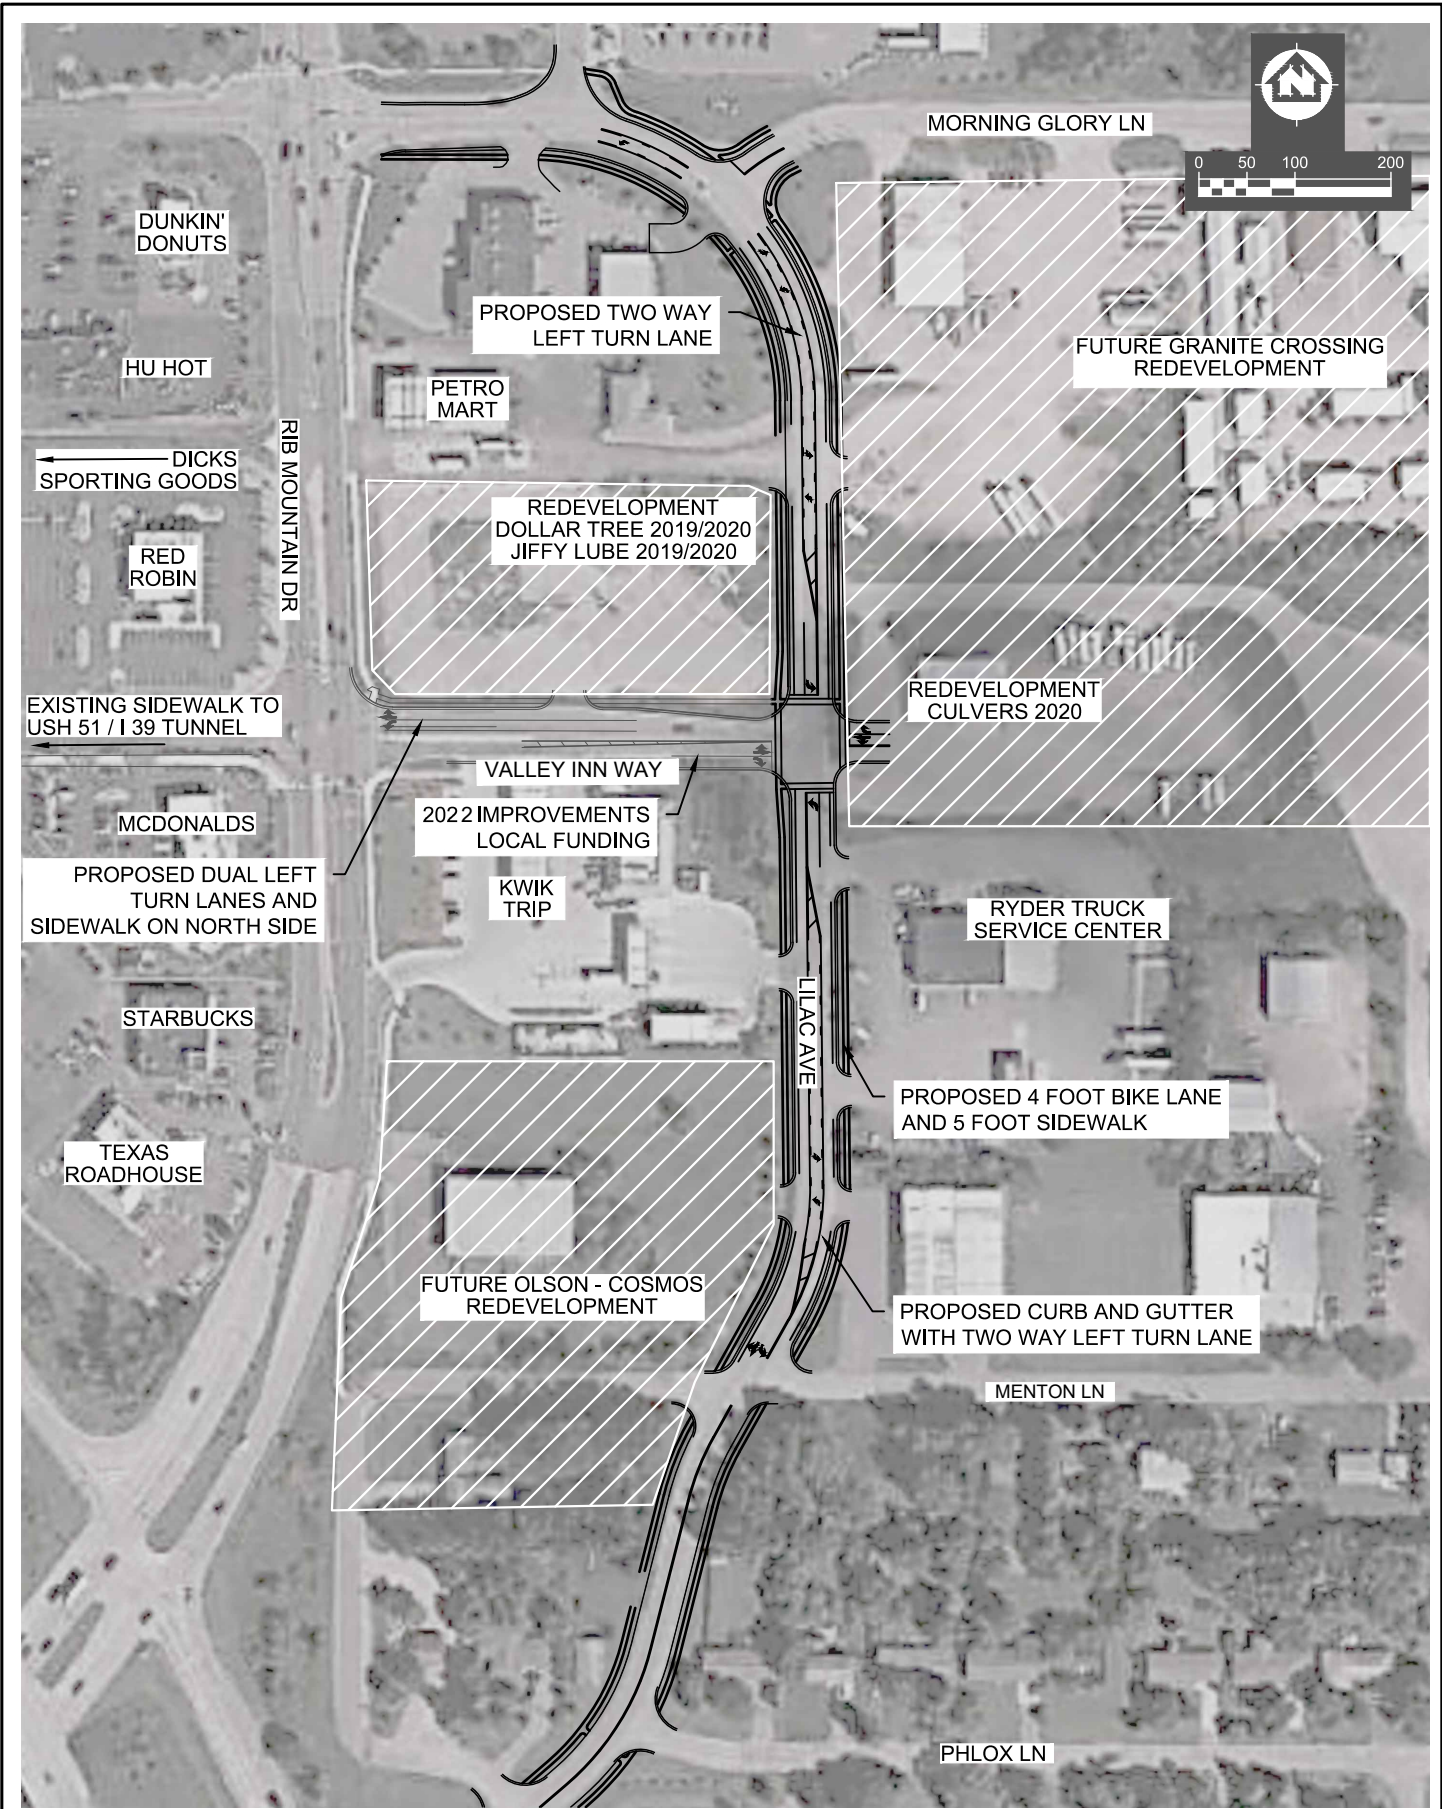 N
0 50 100 200
MORNING GLORY LN
DUNKIN'
DONUTS
PROPOSED TWO WAY
LEFT TURN LANE
FUTURE GRANITE CROSSING
REDEVELOPMENT
HU HOT
PETRO
MART
RIB MOUNTAIN DR
DICKS
SPORTING GOODS
REDEVELOPMENT
DOLLAR TREE 2019/2020
JIFFY LUBE 2019/2020
RED
ROBIN
REDEVELOPMENT
CULVERS 2020
EXISTING SIDEWALK TO
USH 51 / I 39 TUNNEL
VALLEY INN WAY
2022 IMPROVEMENTS
LOCAL FUNDING
MCDONALDS
PROPOSED DUAL LEFT
TURN LANES AND
SIDEWALK ON NORTH SIDE
KWIK
TRIP
RYDER TRUCK
SERVICE CENTER
STARBUCKS
LILAC AVE
PROPOSED 4 FOOT BIKE LANE
AND 5 FOOT SIDEWALK
TEXAS
ROADHOUSE
FUTURE OLSON - COSMOS
REDEVELOPMENT
PROPOSED CURB AND GUTTER
WITH TWO WAY LEFT TURN LANE
MENTON LN
PHLOX LN